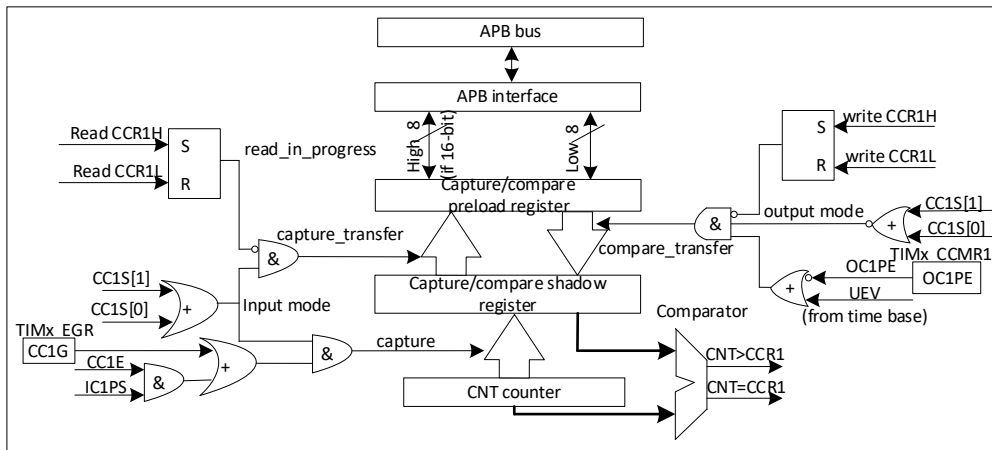 APB bus
APB interface
High 8
(if 16-bit)
Low 8
Read CCR1H
Read CCR1L
S
R
read_in_progress
write CCR1H
write CCR1L
S
R
Capture/compare
preload register
capture_transfer
&
compare_transfer
&
output mode
+
CC1S[1]
CC1S[0]
TIMx_CCMR1
OC1PE
OC1PE
UEV
(from time base)
+
CC1S[1]
CC1S[0]
+
Input mode
Capture/compare shadow
register
Comparator
TIMx_EGR
CC1G
CC1E
IC1PS
&
+
&
capture
CNT counter
CNT>CCR1
CNT=CCR1